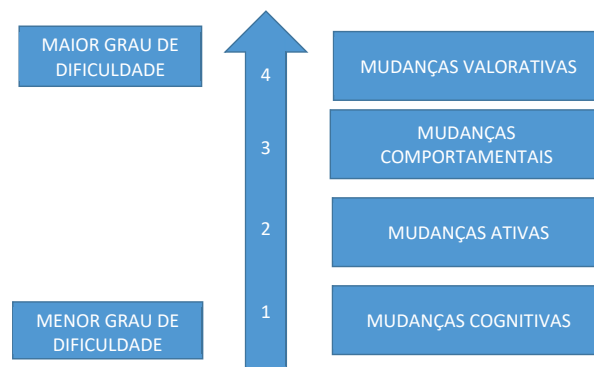 MAIOR GRAU DE
DIFICULDADE
4
MUDANÇAS VALORATIVAS
3
MUDANÇAS
COMPORTAMENTAIS
2
MUDANÇAS ATIVAS
1
MENOR GRAU DE
DIFICULDADE
MUDANÇAS COGNITIVAS